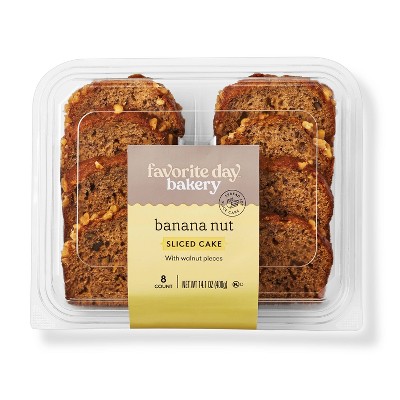 favorite day
bakery
banana nut
SLICED CAKE
With walnut pieces
8
COUNT
NET WT 14.1 OZ (400g)